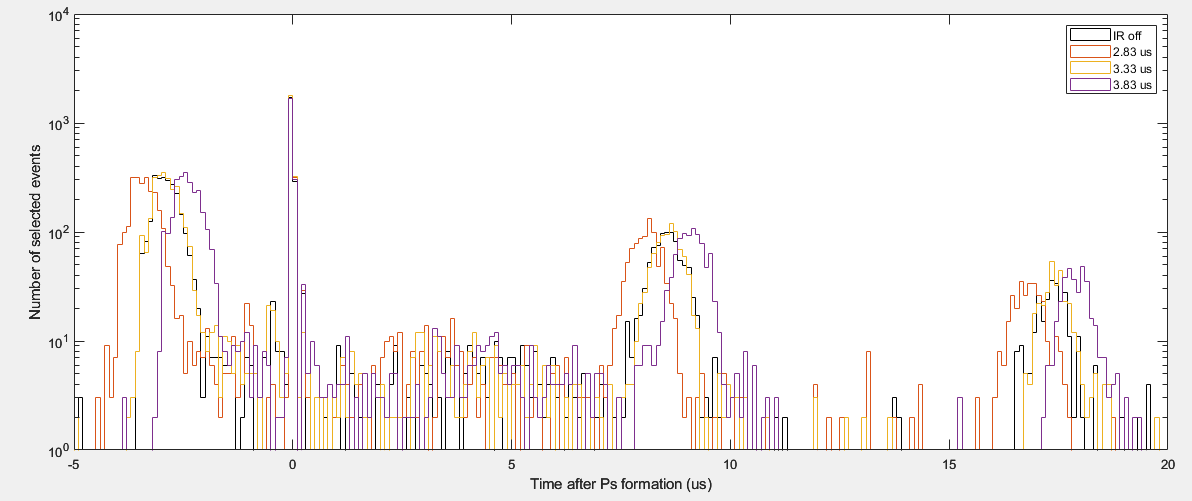 10^4
10^3
10^2
10^1
10^0
Number of selected events
IR off
2.83 us
3.33 us
3.83 us
-5 0 5 10 15 20
Time after Ps formation (us)